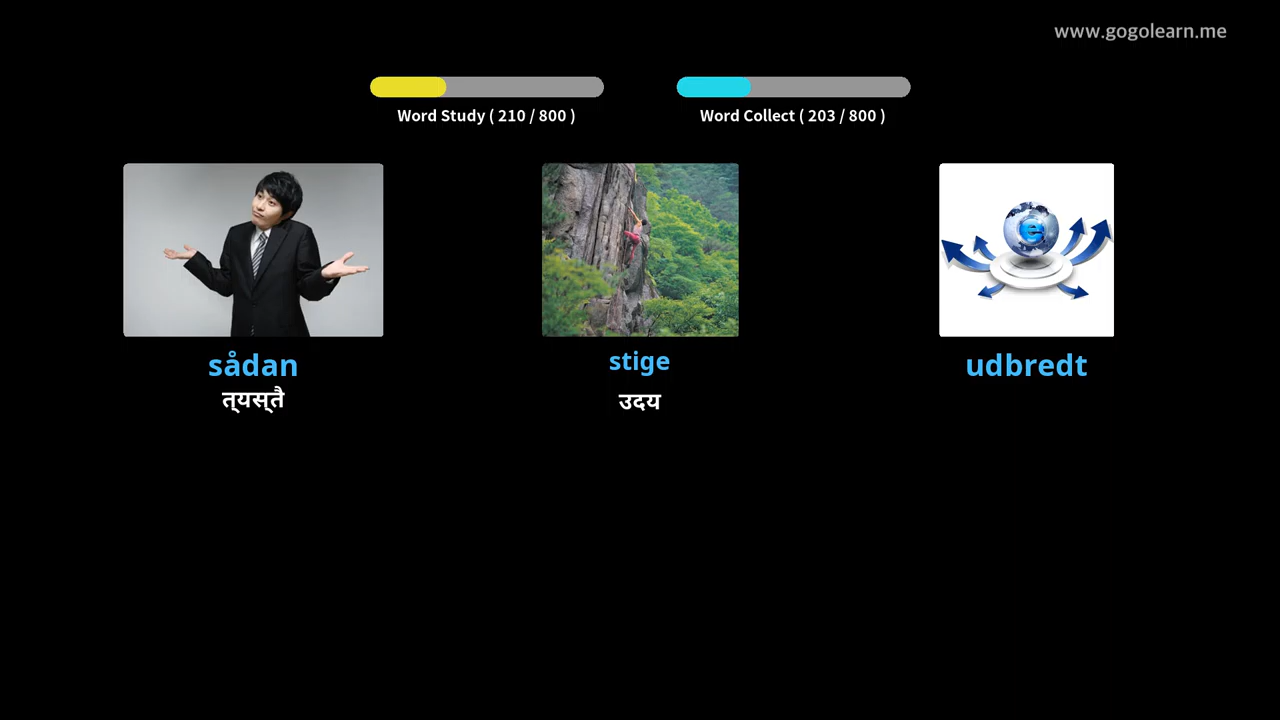 www.gogolearn.me
Word Study ( 210 / 800 )
Word Collect ( 203 / 800 )
sådan
त्‌यस्‌तै
stige
उदय
udbredt
e